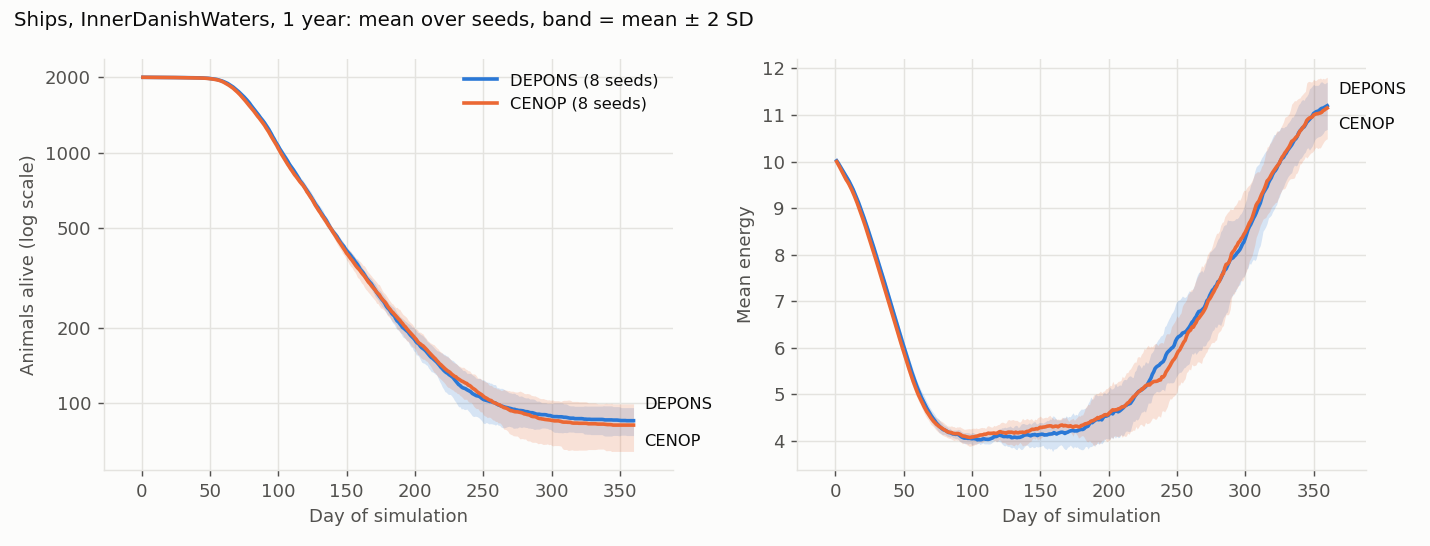 Ships, InnerDanishWaters, 1 year: mean over seeds, band = mean ± 2 SD
Animals alive (log scale)
2000
1000
500
200
100
DEPONS (8 seeds)
CENOP (8 seeds)
DEPONS
CENOP
0 50 100 150 200 250 300 350
Day of simulation
Mean energy
12
11
10
9
8
7
6
5
4
DEPONS
CENOP
0 50 100 150 200 250 300 350
Day of simulation